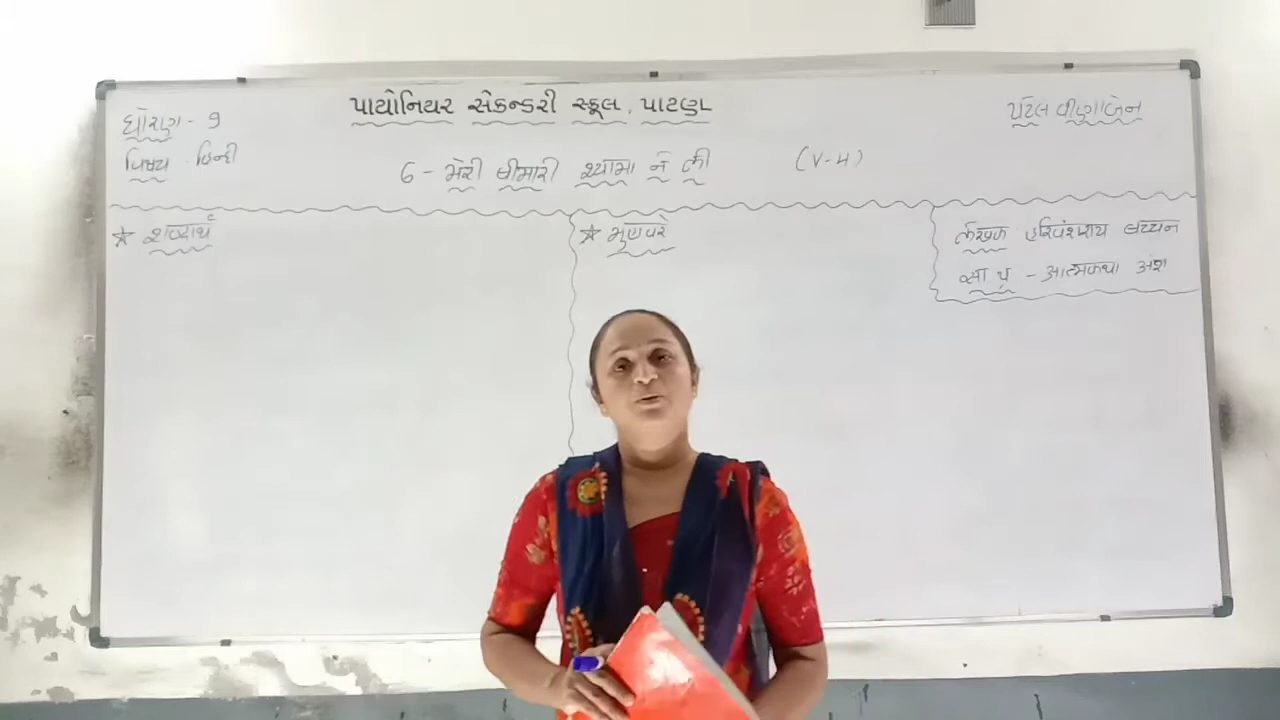 પાયોનિયર સેકન્ડરી સ્કૂલ, પાટણ
ધોરણ - 9
પટેલ વીણાબેન
વિષય હિન્દી
6 - मेरी बीमारी श्यामा ने ली
(V-4)
☆ शब्दार्थ
☆ मुहावरे
लेखक हरिवंशराय बच्चन
सा प्र - आत्मकथा अंश